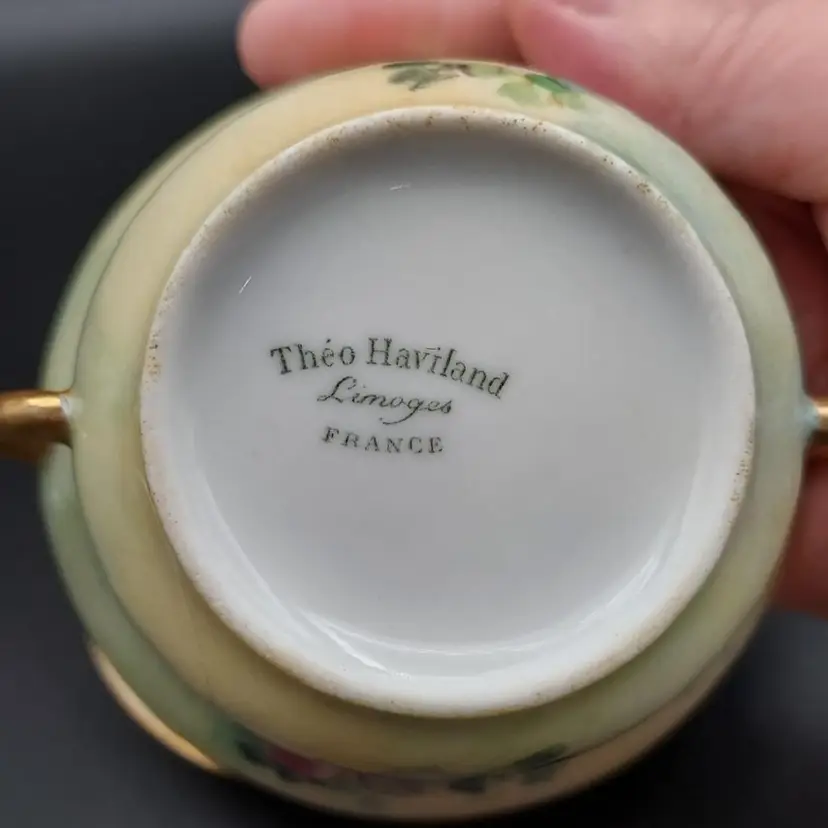 Théo Haviland
Limoges
FRANCE